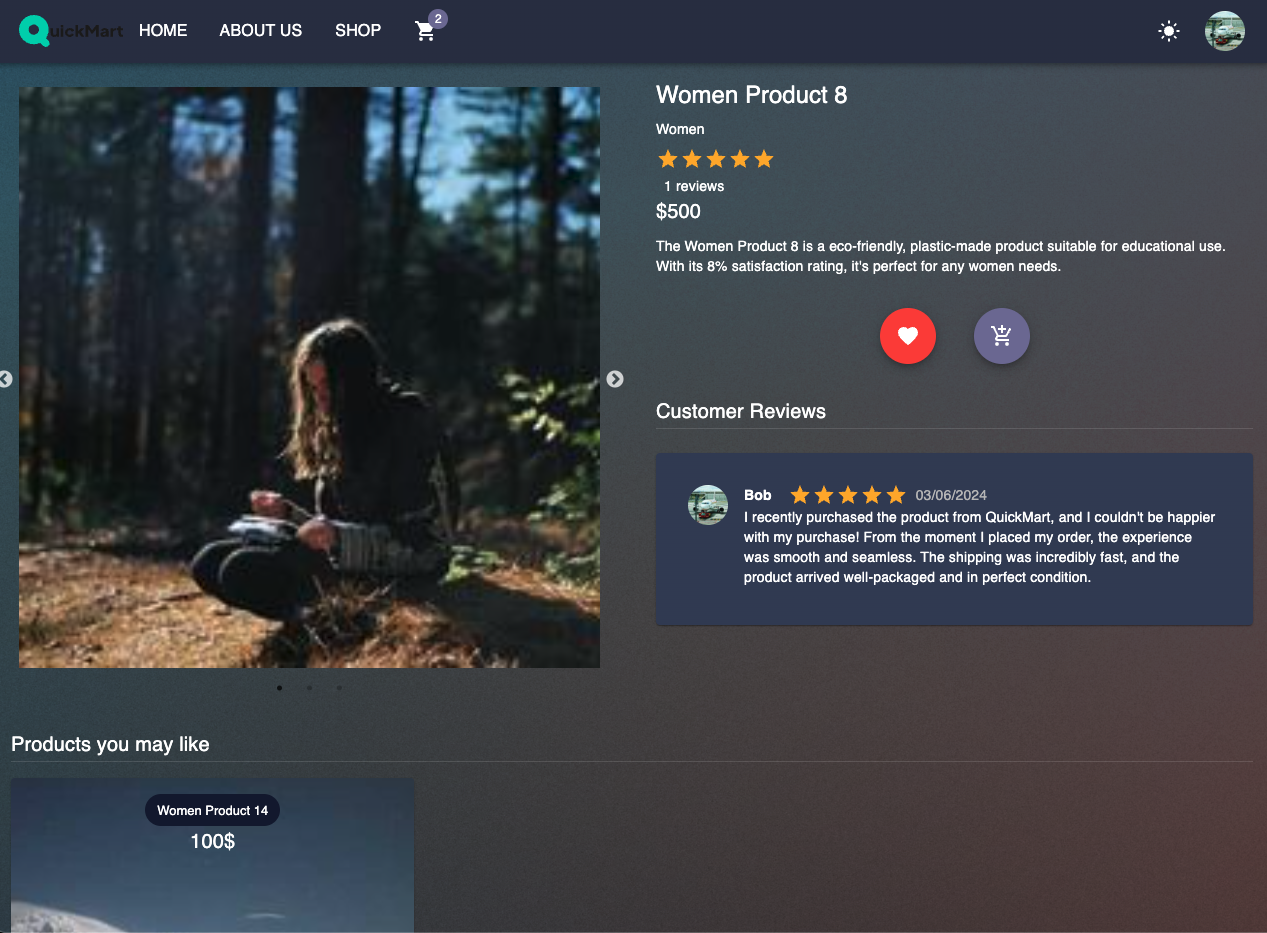 QuickMart HOME ABOUT US SHOP 2
Women Product 8
Women
1 reviews
$500
The Women Product 8 is a eco-friendly, plastic-made product suitable for educational use.
With its 8% satisfaction rating, it's perfect for any women needs.
Customer Reviews
Bob 03/06/2024
I recently purchased the product from QuickMart, and I couldn't be happier
with my purchase! From the moment I placed my order, the experience
was smooth and seamless. The shipping was incredibly fast, and the
product arrived well-packaged and in perfect condition.
Products you may like
Women Product 14
100$